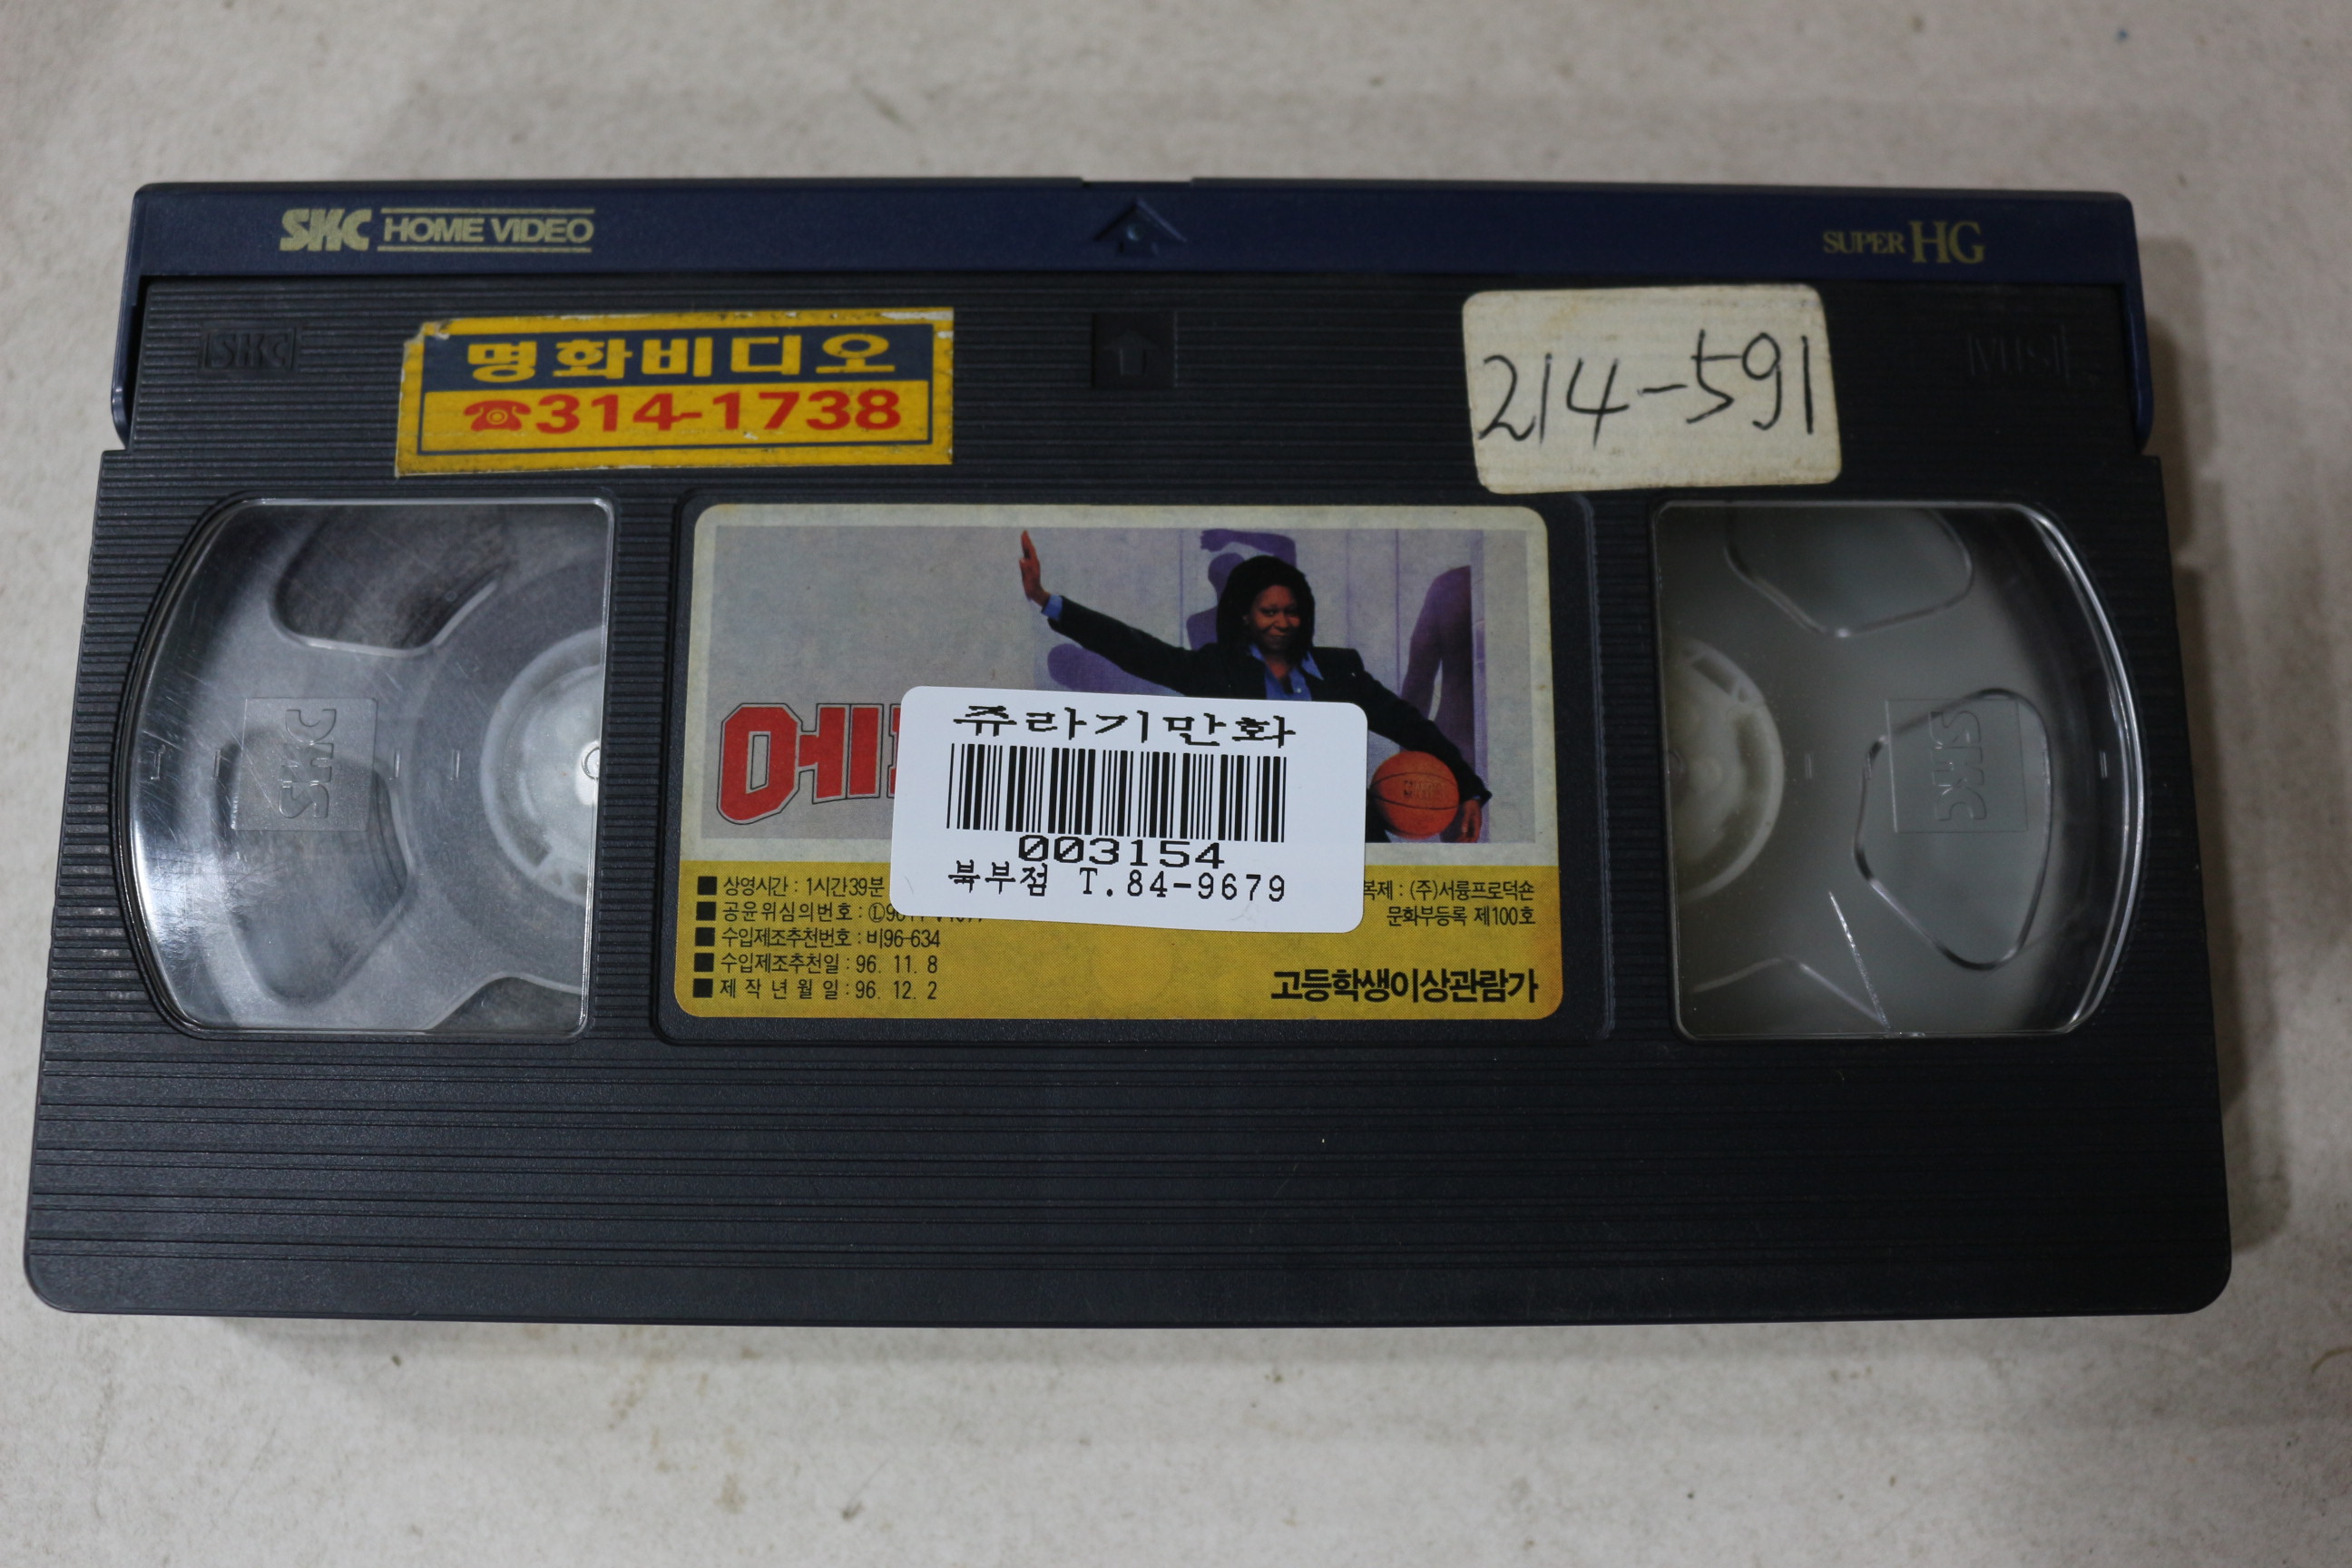 SKC HOME VIDEO
SUPER HG
SKC
VHS
명화비디오
☎314-1738
214-591
에
쥬라기만화
003154
북부점 T.84-9679
■ 상영시간 : 1시간39분
■ 공윤위심의번호 :
■ 수입제조추천번호 : 비96-634
■ 수입제조추천일 : 96. 11. 8
■ 제 작 년 월 일 : 96. 12. 2
복제 : (주)서륭프로덕숀
문화부등록 제100호
고등학생이상관람가
SKC
SKC